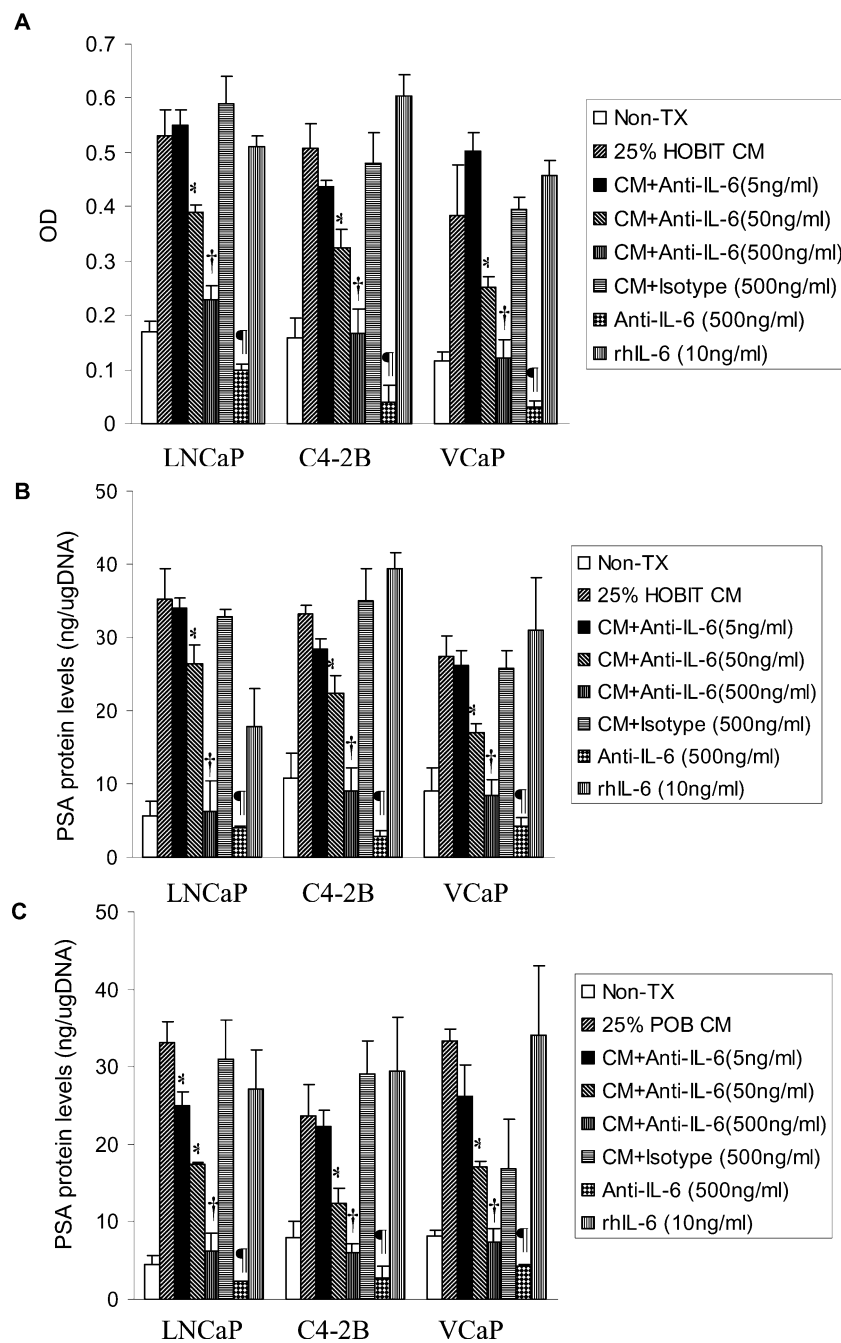 A
0.7
0.6
0.5
0.4
0.3
0.2
0.1
0
OD
*
†
¶
*
†
¶
*
†
¶
LNCaP
C4-2B
VCaP
Non-TX
25% HOBIT CM
CM+Anti-IL-6(5ng/ml)
CM+Anti-IL-6(50ng/ml)
CM+Anti-IL-6(500ng/ml)
CM+Isotype (500ng/ml)
Anti-IL-6 (500ng/ml)
rhIL-6 (10ng/ml)
B
50
40
30
20
10
0
PSA protein levels (ng/ugDNA)
*
†
¶
*
†
¶
*
†
¶
LNCaP
C4-2B
VCaP
Non-TX
25% HOBIT CM
CM+Anti-IL-6(5ng/ml)
CM+Anti-IL-6(50ng/ml)
CM+Anti-IL-6(500ng/ml)
CM+Isotype (500ng/ml)
Anti-IL-6 (500ng/ml)
rhIL-6 (10ng/ml)
C
50
40
30
20
10
0
PSA protein levels (ng/ugDNA)
*
*
†
¶
*
†
¶
*
†
¶
LNCaP
C4-2B
VCaP
Non-TX
25% POB CM
CM+Anti-IL-6(5ng/ml)
CM+Anti-IL-6(50ng/ml)
CM+Anti-IL-6(500ng/ml)
CM+Isotype (500ng/ml)
Anti-IL-6 (500ng/ml)
rhIL-6 (10ng/ml)